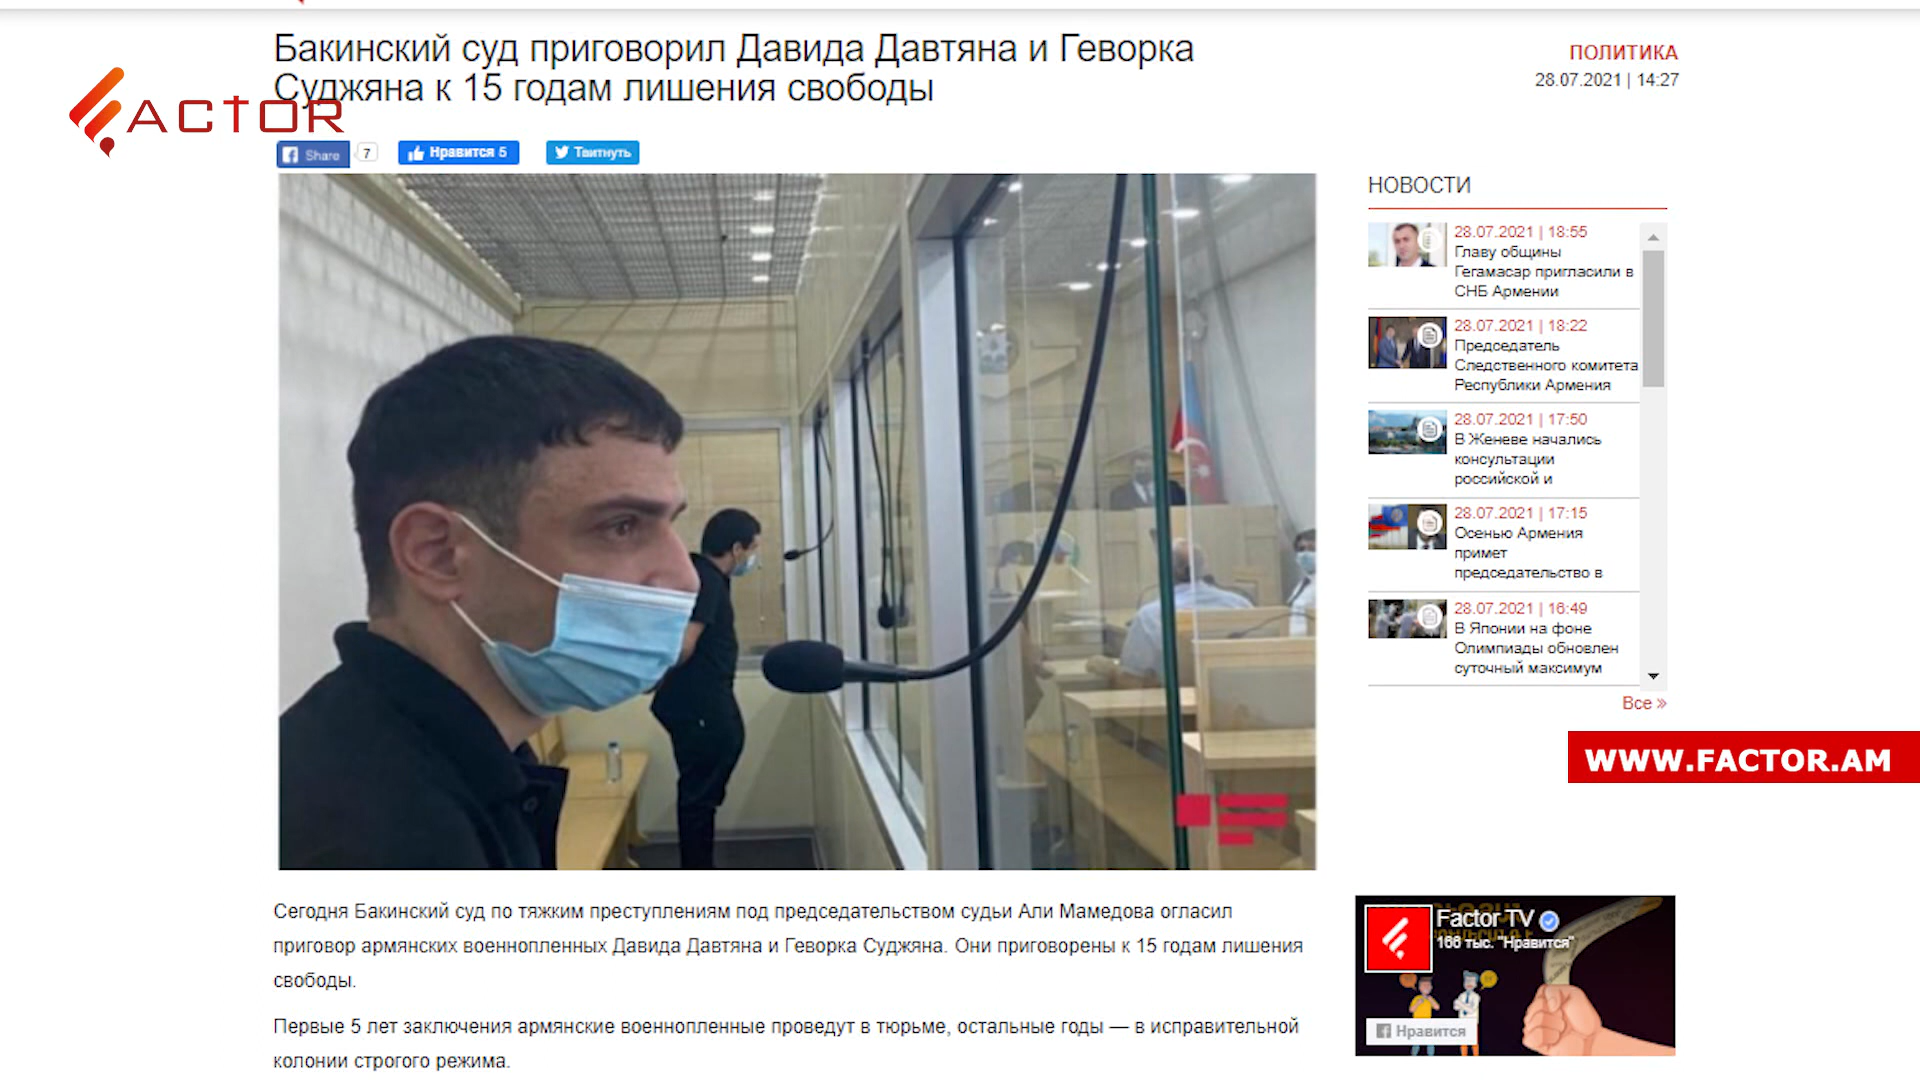 Бакинский суд приговорил Давида Давтяна и Геворка
Суджяна к 15 годам лишения свободы
ACTOR
Share 7
Нравится 5
Твитнуть
ПОЛИТИКА
28.07.2021 | 14:27
НОВОСТИ
28.07.2021 | 18:55
Главу общины
Гегамасар пригласили в
СНБ Армении
28.07.2021 | 18:22
Председатель
Следственного комитета
Республики Армения
28.07.2021 | 17:50
В Женеве начались
консультации
российской и
28.07.2021 | 17:15
Осенью Армения
примет
председательство в
28.07.2021 | 16:49
В Японии на фоне
Олимпиады обновлен
суточный максимум
Все »
WWW.FACTOR.AM
Сегодня Бакинский суд по тяжким преступлениям под председательством судьи Али Мамедова огласил
приговор армянских военнопленных Давида Давтяна и Геворка Суджяна. Они приговорены к 15 годам лишения
свободы.
Первые 5 лет заключения армянские военнопленные проведут в тюрьме, остальные годы — в исправительной
колонии строгого режима.
Factor TV
166 тыс. "Нравится"
Нравится